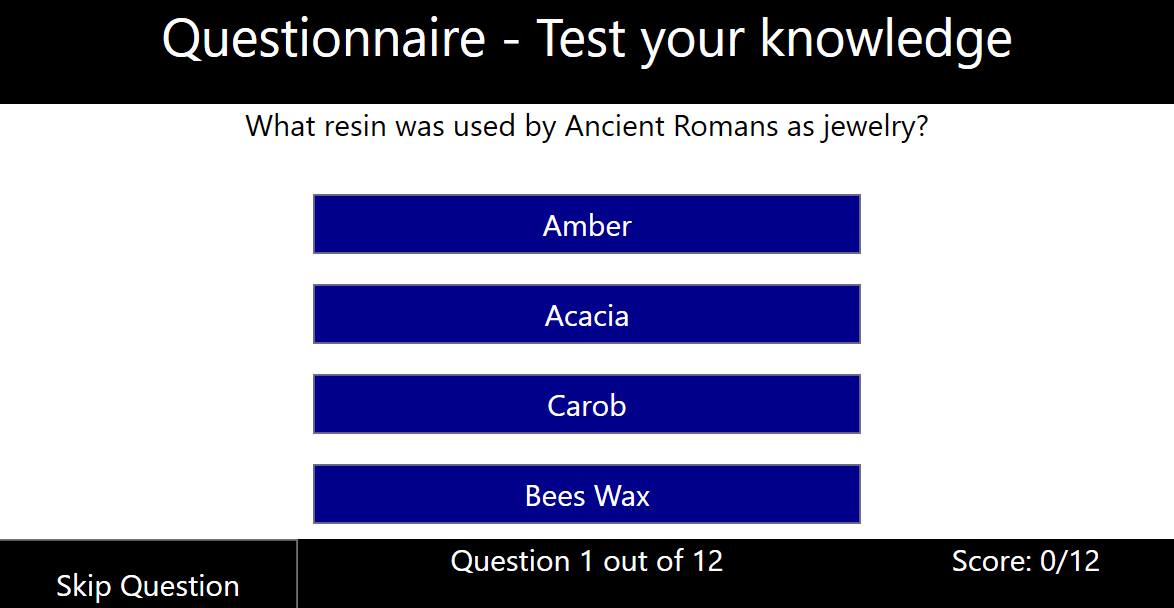 Questionnaire - Test your knowledge
What resin was used by Ancient Romans as jewelry?
Amber
Acacia
Carob
Bees Wax
Skip Question
Question 1 out of 12
Score: 0/12